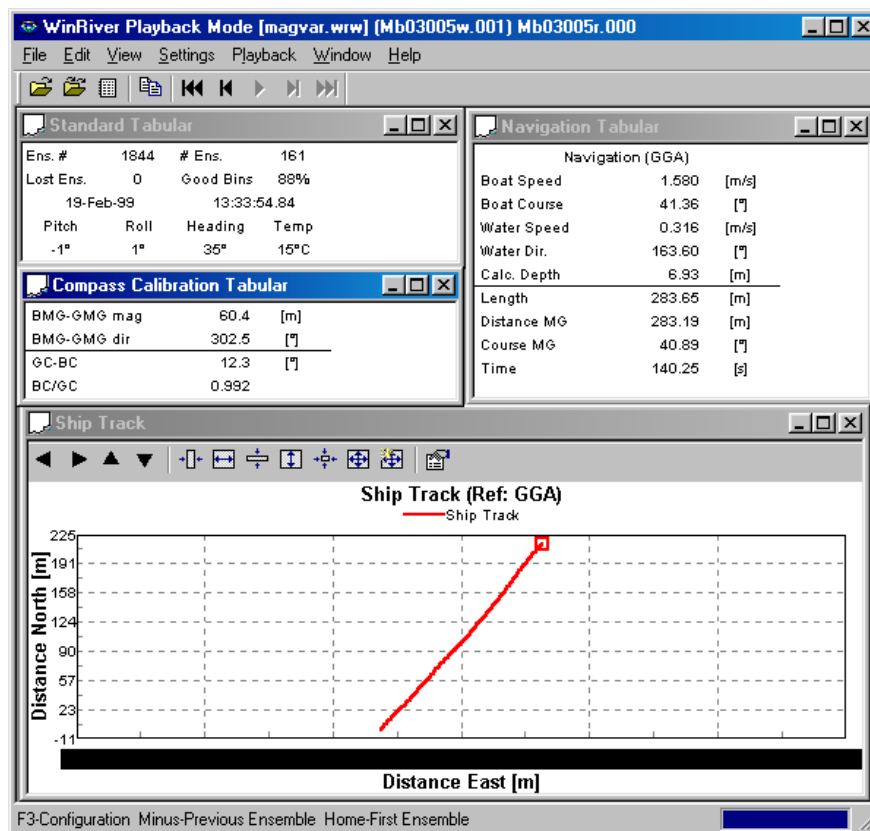 WinRiver Playback Mode [magvar.wrw] (Mb03005w.001) Mb03005r.000
File Edit View Settings Playback Window Help
Standard Tabular
Ens. # 1844 # Ens. 161
Lost Ens. 0 Good Bins 88%
19-Feb-99 13:33:54.84
Pitch Roll Heading Temp
-1° 1° 35° 15°C
Navigation Tabular
Navigation (GGA)
Boat Speed 1.580 [m/s]
Boat Course 41.36 [°]
Water Speed 0.316 [m/s]
Water Dir. 163.60 [°]
Calc. Depth 6.93 [m]
Length 283.65 [m]
Distance MG 283.19 [m]
Course MG 40.89 [°]
Time 140.25 [s]
Compass Calibration Tabular
BMG-GMG mag 60.4 [m]
BMG-GMG dir 302.5 [°]
GC-BC 12.3 [°]
BC/GC 0.992
Ship Track
Ship Track (Ref: GGA)
Ship Track
Distance North [m]
225
191
158
124
90
57
23
-11
Distance East [m]
F3-Configuration Minus-Previous Ensemble Home-First Ensemble